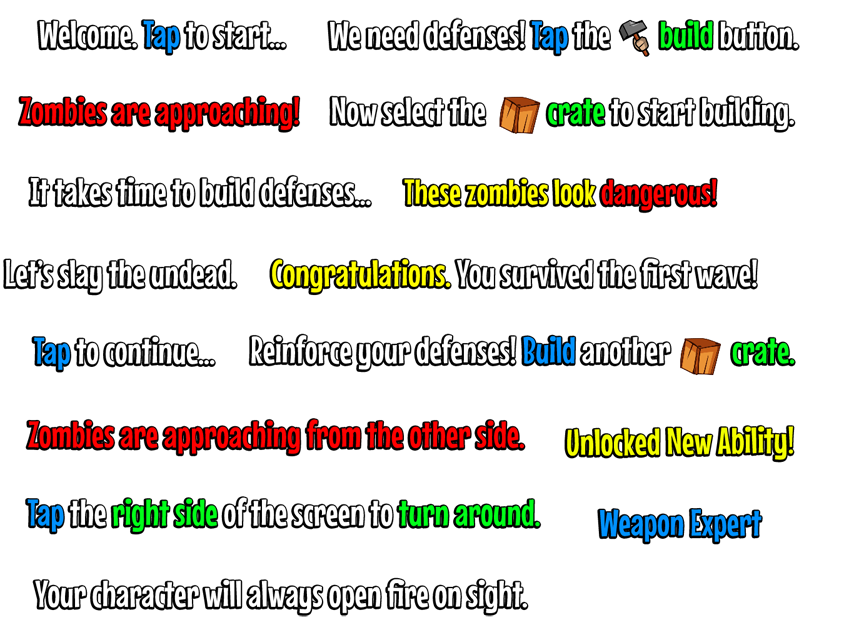 Welcome. Tap to start...
We need defenses! Tap the build button.
Zombies are approaching!
Now select the crate to start building.
It takes time to build defenses...
These zombies look dangerous!
Let's slay the undead.
Congratulations. You survived the first wave!
Tap to continue...
Reinforce your defenses! Build another crate.
Zombies are approaching from the other side.
Unlocked New Ability!
Tap the right side of the screen to turn around.
Weapon Expert
Your character will always open fire on sight.